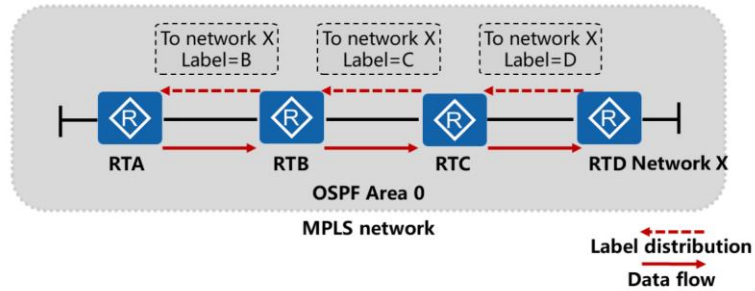 To network X
Label=B
To network X
Label=C
To network X
Label=D
R
R
R
R
RTA
RTB
RTC
RTD Network X
OSPF Area 0
MPLS network
Label distribution
Data flow